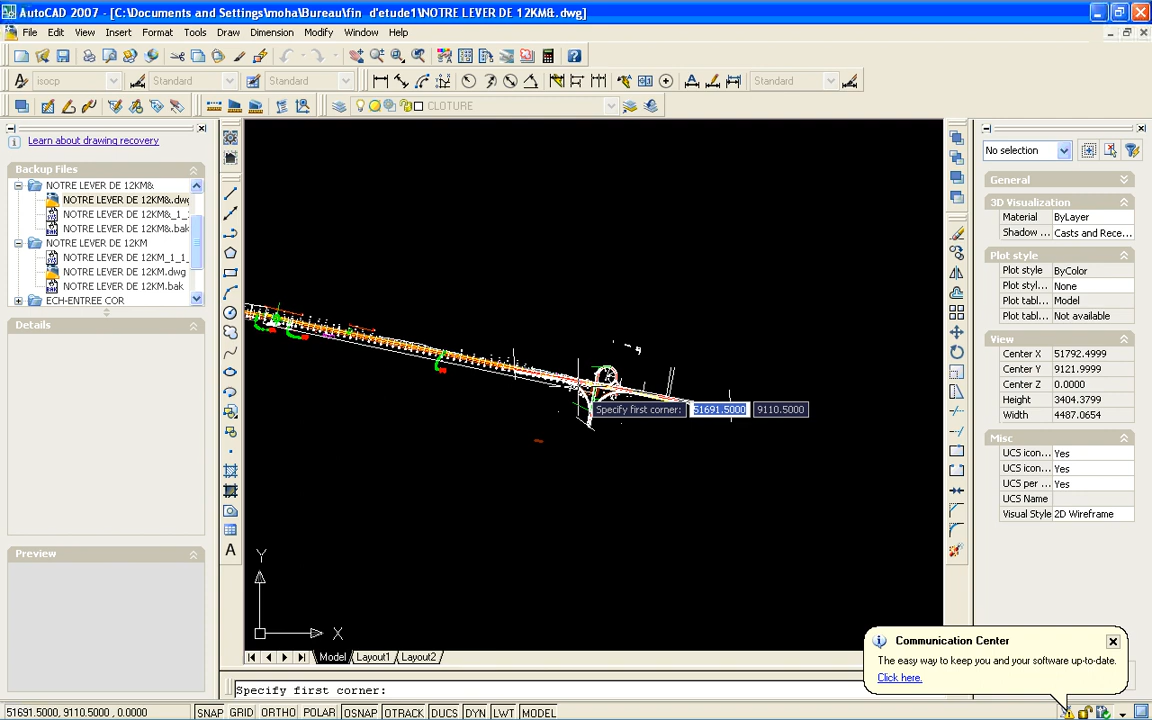 AutoCAD 2007 - [C:\Documents and Settings\moha\Bureau\fin d'etude1\NOTRE LEVER DE 12KM&.dwg]
File Edit View Insert Format Tools Draw Dimension Modify Window Help
isocp Standard Standard Standard
CLOTURE
Learn about drawing recovery
Backup Files
NOTRE LEVER DE 12KM&
NOTRE LEVER DE 12KM&.dwg
NOTRE LEVER DE 12KM&_1_
NOTRE LEVER DE 12KM&.bak
NOTRE LEVER DE 12KM
NOTRE LEVER DE 12KM_1_1_
NOTRE LEVER DE 12KM.dwg
NOTRE LEVER DE 12KM.bak
ECH-ENTREE COR
Details
Preview
Specify first corner: 51691.5000 9110.5000
Y
X
Model Layout1 Layout2
Specify first corner:
No selection
General
3D Visualization
Material ByLayer
Shadow ... Casts and Rece...
Plot style
Plot style ByColor
Plot styl... None
Plot tabl... Model
Plot tabl... Not available
View
Center X 51792.4999
Center Y 9121.9999
Center Z 0.0000
Height 3404.3799
Width 4487.0654
Misc
UCS icon... Yes
UCS icon... Yes
UCS per ... Yes
UCS Name
Visual Style 2D Wireframe
Communication Center
The easy way to keep you and your software up-to-date.
Click here.
51691.5000, 9110.5000, 0.0000 SNAP GRID ORTHO POLAR OSNAP OTRACK DUCS DYN LWT MODEL